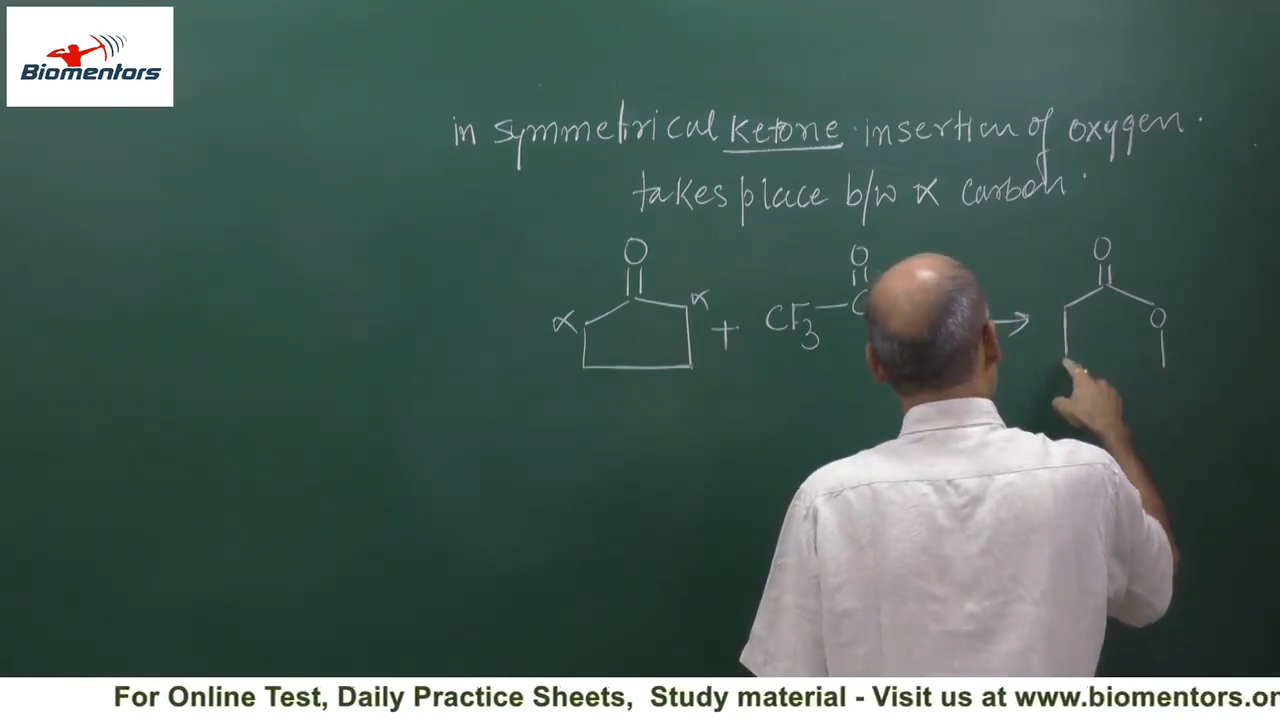 Biomentors
in symmetrical ketone insertion of oxygen.
takes place b/w α carbon.
O O O
α α + CF3 — C → O
For Online Test, Daily Practice Sheets, Study material - Visit us at www.biomentors.or